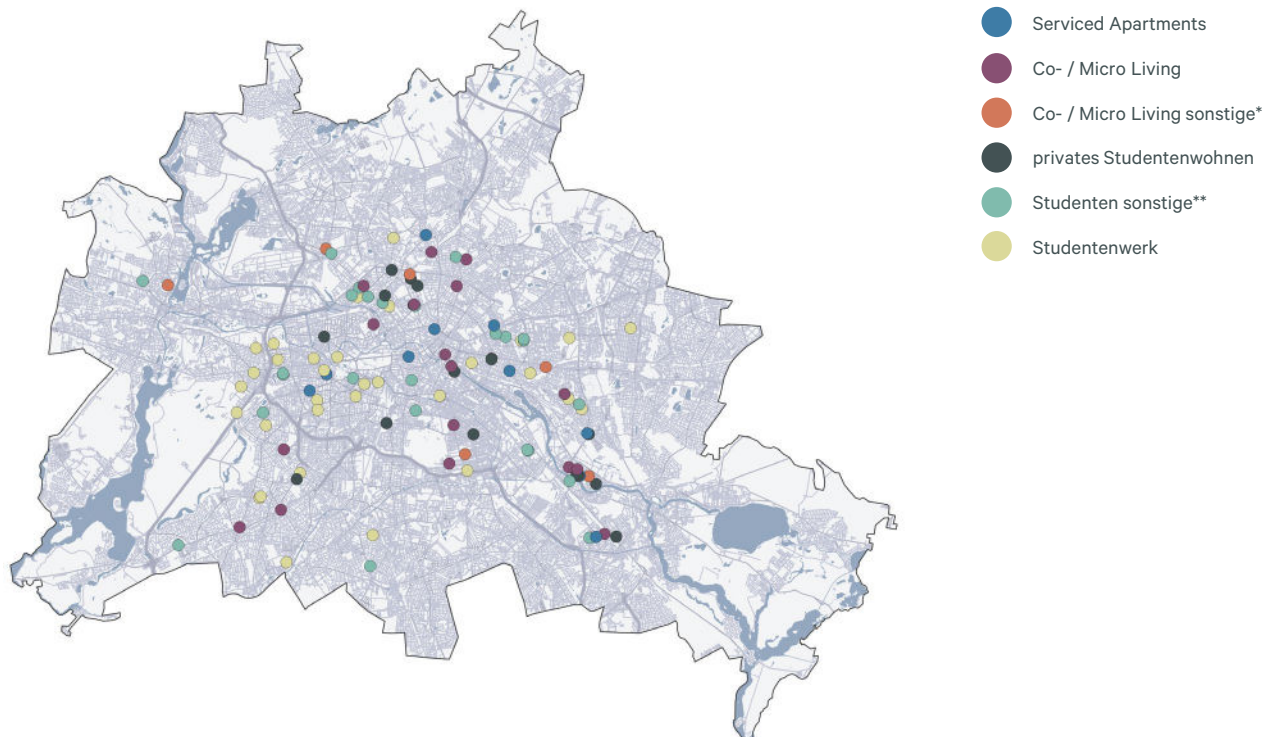 Serviced Apartments
Co- / Micro Living
Co- / Micro Living sonstige*
privates Studentenwohnen
Studenten sonstige**
Studentenwerk